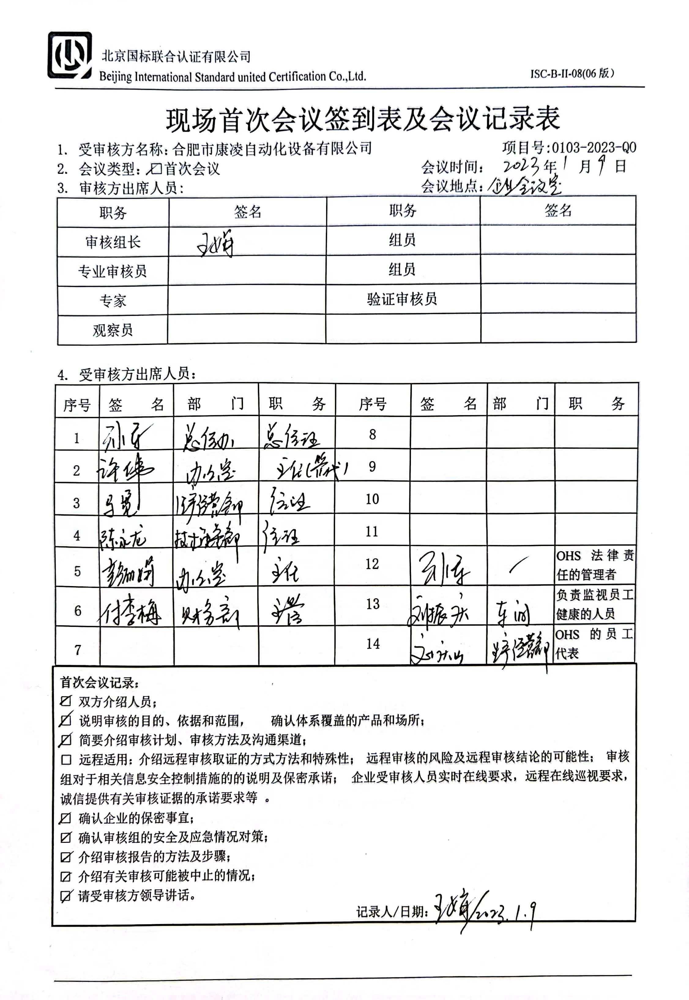 北京国标联合认证有限公司
Beijing International Standard united Certification Co.,Ltd.
ISC-B-II-08(06版)
现场首次会议签到表及会议记录表
1. 受审核方名称:合肥市康凌自动化设备有限公司 项目号:0103-2023-QO
2. 会议类型:☑首次会议 会议时间: 2023年1月9日
3. 审核方出席人员: 会议地点:企业会议室
职务 签名 职务 签名
审核组长 组员
专业审核员 组员
专家 验证审核员
观察员
4. 受审核方出席人员:
序号 签 名 部 门 职 务 序号 签 名 部 门 职 务
1 总经办 总经理 8
2 许伟 办公室 主任(管代) 9
3 马宽 经理 10
4 陈永龙 经理 11
5 办公室 主任 12 / OHS 法律责
任的管理者
6 付李梅 财务部 主管 13 刘振庆 车间 负责监视员工
健康的人员
7 14 OHS 的员工
代表
首次会议记录:
☑ 双方介绍人员;
☑ 说明审核的目的、依据和范围, 确认体系覆盖的产品和场所;
☑ 简要介绍审核计划、审核方法及沟通渠道;
□ 远程适用: 介绍远程审核取证的方式方法和特殊性; 远程审核的风险及远程审核结论的可能性; 审核
组对于相关信息安全控制措施的的说明及保密承诺; 企业受审核人员实时在线要求,远程在线巡视要求,
诚信提供有关审核证据的承诺要求等 。
☑ 确认企业的保密事宜;
☑ 确认审核组的安全及应急情况对策;
☑ 介绍审核报告的方法及步骤;
☑ 介绍有关审核可能被中止的情况;
☑ 请受审核方领导讲话。
记录人/日期: /2023.1.9